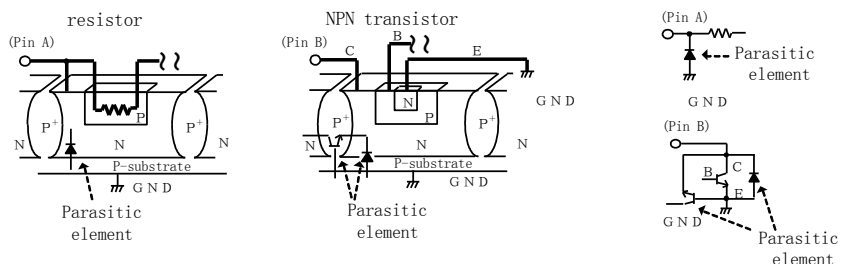 resistor
(Pin A)
P+
P
P+
N
N
N
P-substrate
GND
Parasitic
element
NPN transistor
(Pin B)
C
B
E
GND
N
P+
P
P+
N
N
N
P-substrate
GND
Parasitic
element
(Pin A)
Parasitic
element
GND
(Pin B)
C
B
E
GND
Parasitic
element